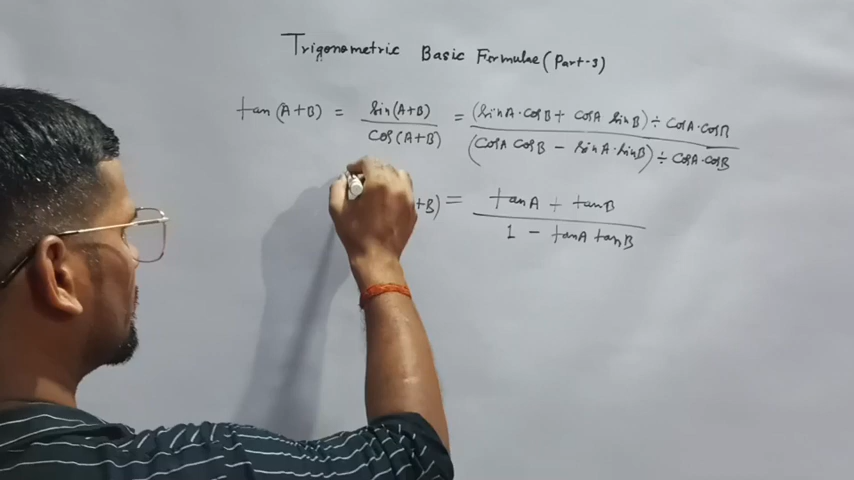 Trigonometric Basic Formulae (Part-3)
tan(A+B) = sin(A+B) / cos(A+B) = (sinA·cosB + cosA sinB) ÷ cosA·cosB / (cosA cosB − sinA·sinB) ÷ cosA·cosB
+B) = tanA + tanB / 1 − tanA tanB